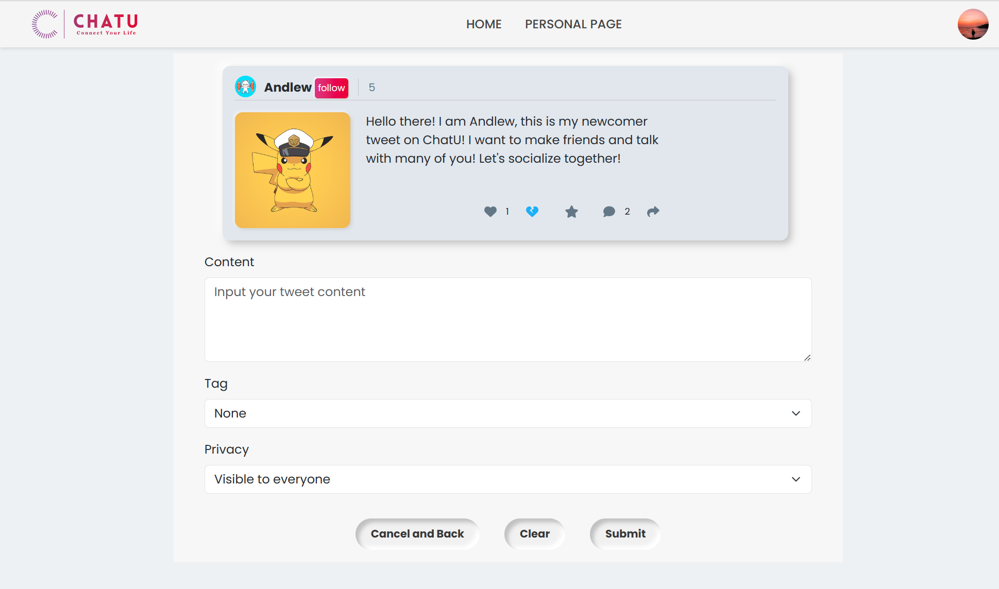 CHATU
Connect Your Life
HOME PERSONAL PAGE
Andlew follow 5
Hello there! I am Andlew, this is my newcomer
tweet on ChatU! I want to make friends and talk
with many of you! Let's socialize together!
1 2
Content
Input your tweet content
Tag
None
Privacy
Visible to everyone
Cancel and Back Clear Submit